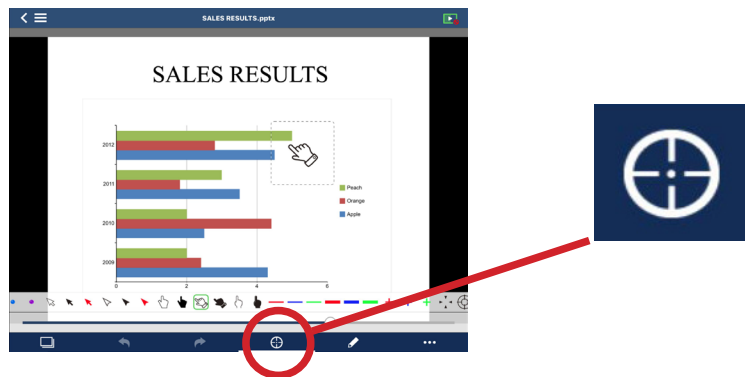 SALES RESULTS.pptx
SALES RESULTS
2012
2011
2010
2009
Peach
Orange
Apple
0
2
4
6